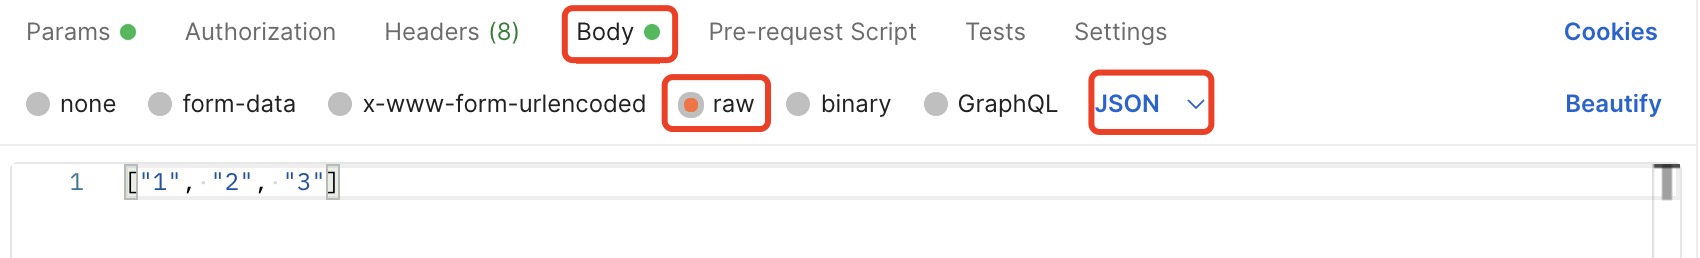 Params Authorization Headers (8) Body Pre-request Script Tests Settings Cookies
none form-data x-www-form-urlencoded raw binary GraphQL JSON Beautify
1 ["1", "2", "3"]